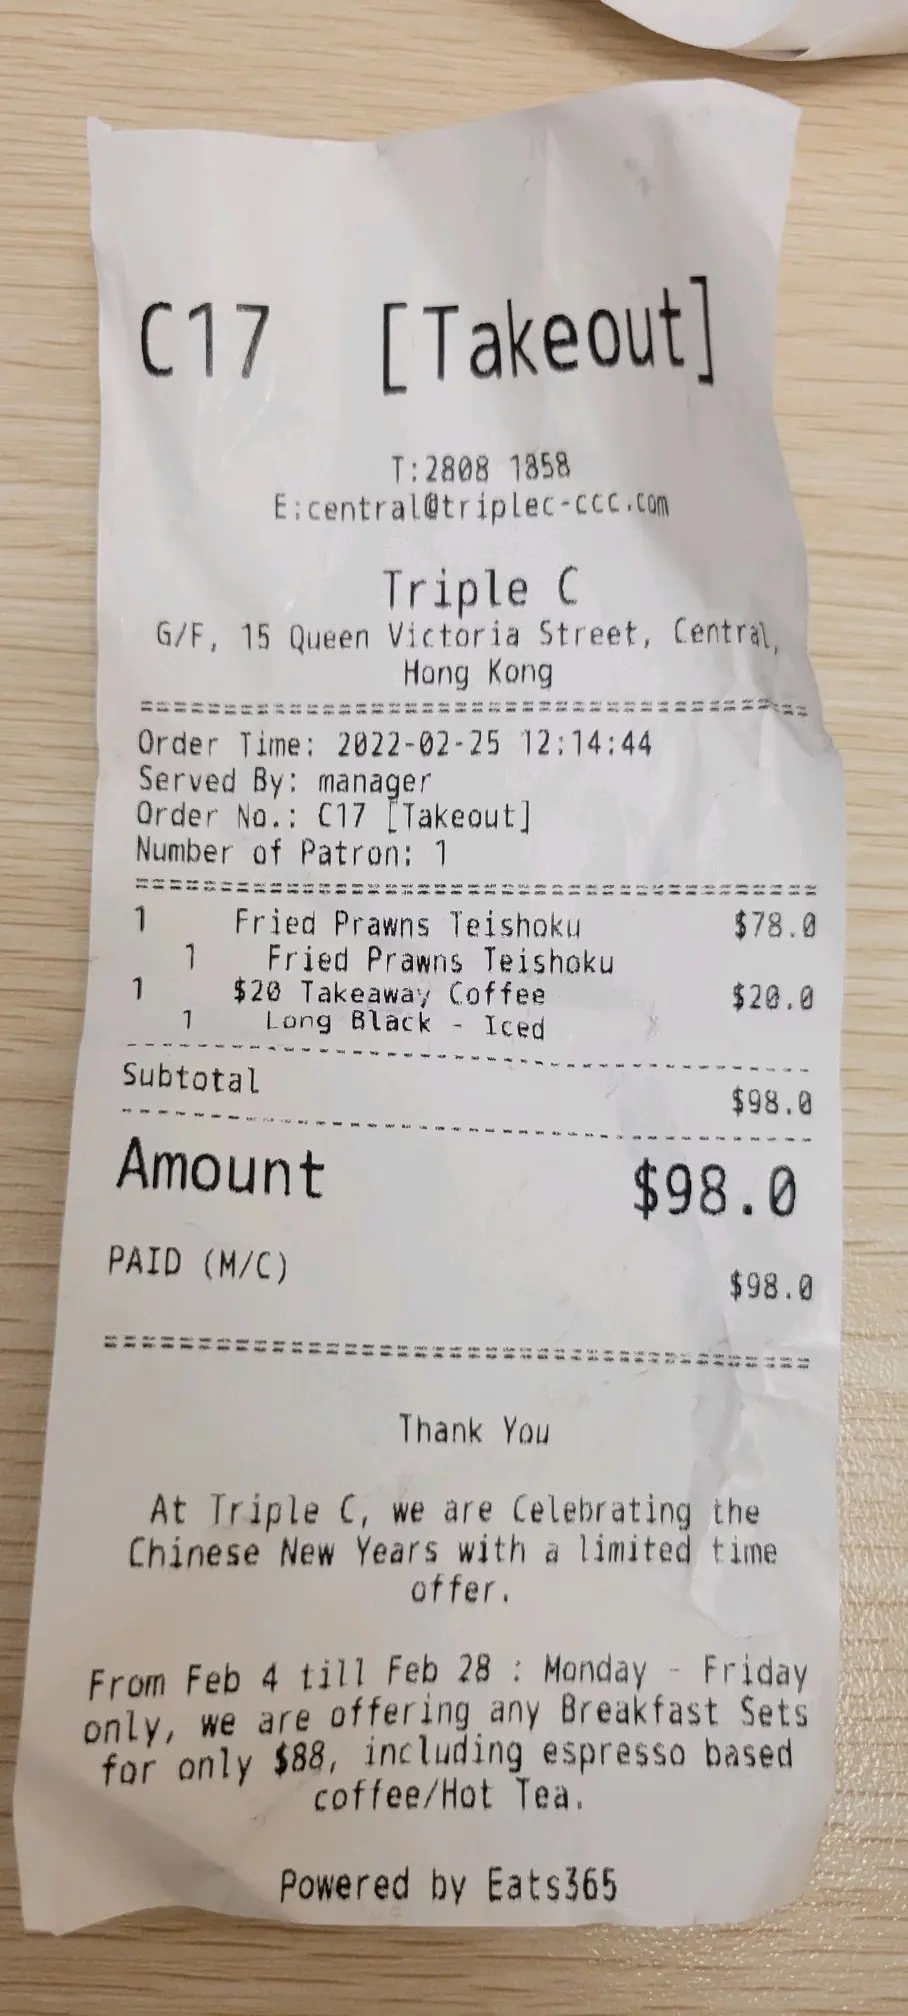 C17 [Takeout]
T:2808 1858
E:central@triplec-ccc.com
Triple C
G/F, 15 Queen Victoria Street, Central,
Hong Kong
Order Time: 2022-02-25 12:14:44
Served By: manager
Order No.: C17 [Takeout]
Number of Patron: 1
1 Fried Prawns Teishoku $78.0
1 Fried Prawns Teishoku
1 $20 Takeaway Coffee $20.0
1 Long Black - Iced
Subtotal $98.0
Amount $98.0
PAID (M/C) $98.0
Thank You
At Triple C, we are Celebrating the
Chinese New Years with a limited time
offer.
From Feb 4 till Feb 28 : Monday - Friday
only, we are offering any Breakfast Sets
for only $88, including espresso based
coffee/Hot Tea.
Powered by Eats365